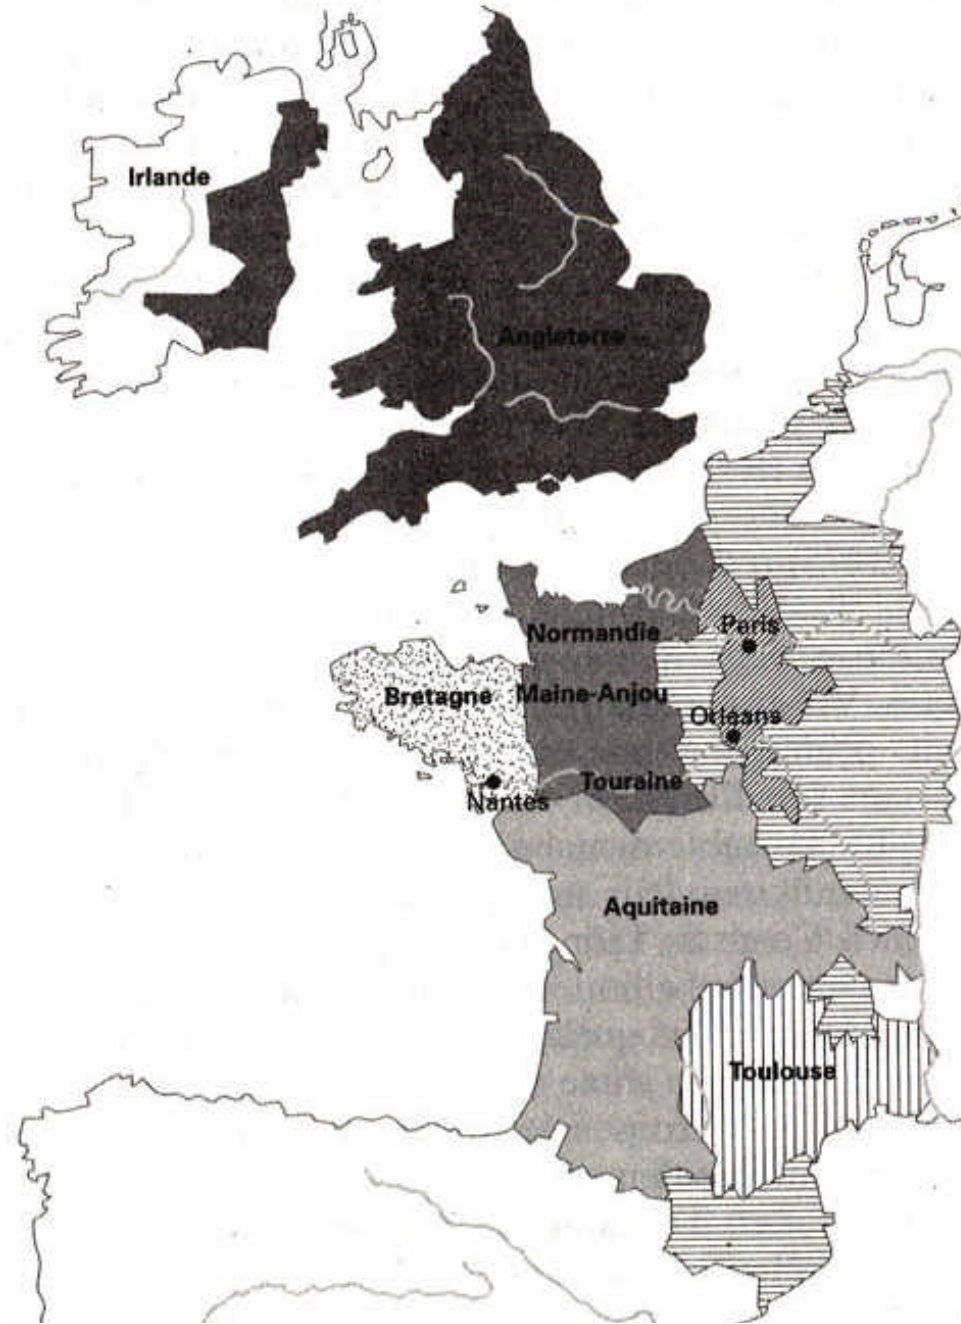 Irlande
Angleterre
Normandie
Paris
Bretagne
Maine-Anjou
Orléans
Touraine
Nantes
Aquitaine
Toulouse